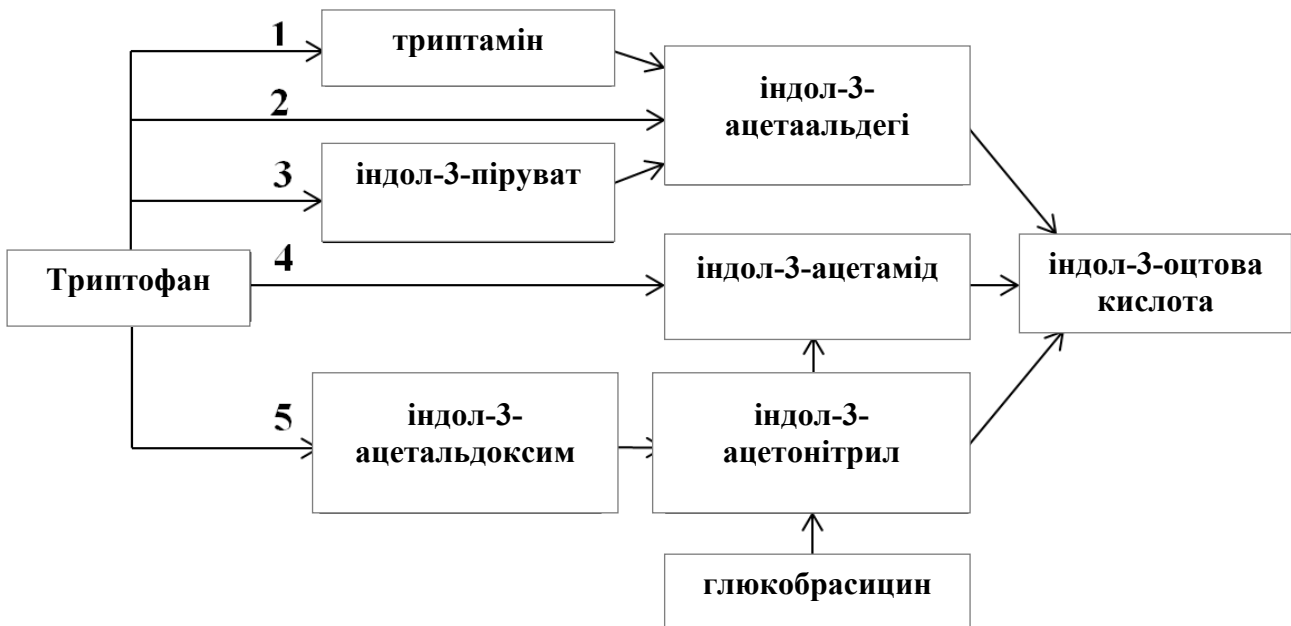 1
триптамін
2
індол-3-
ацетаальдегі
3
індол-3-піруват
Триптофан
4
індол-3-ацетамід
індол-3-оцтова
кислота
5
індол-3-
ацетальдоксим
індол-3-
ацетонітрил
глюкобрасицин